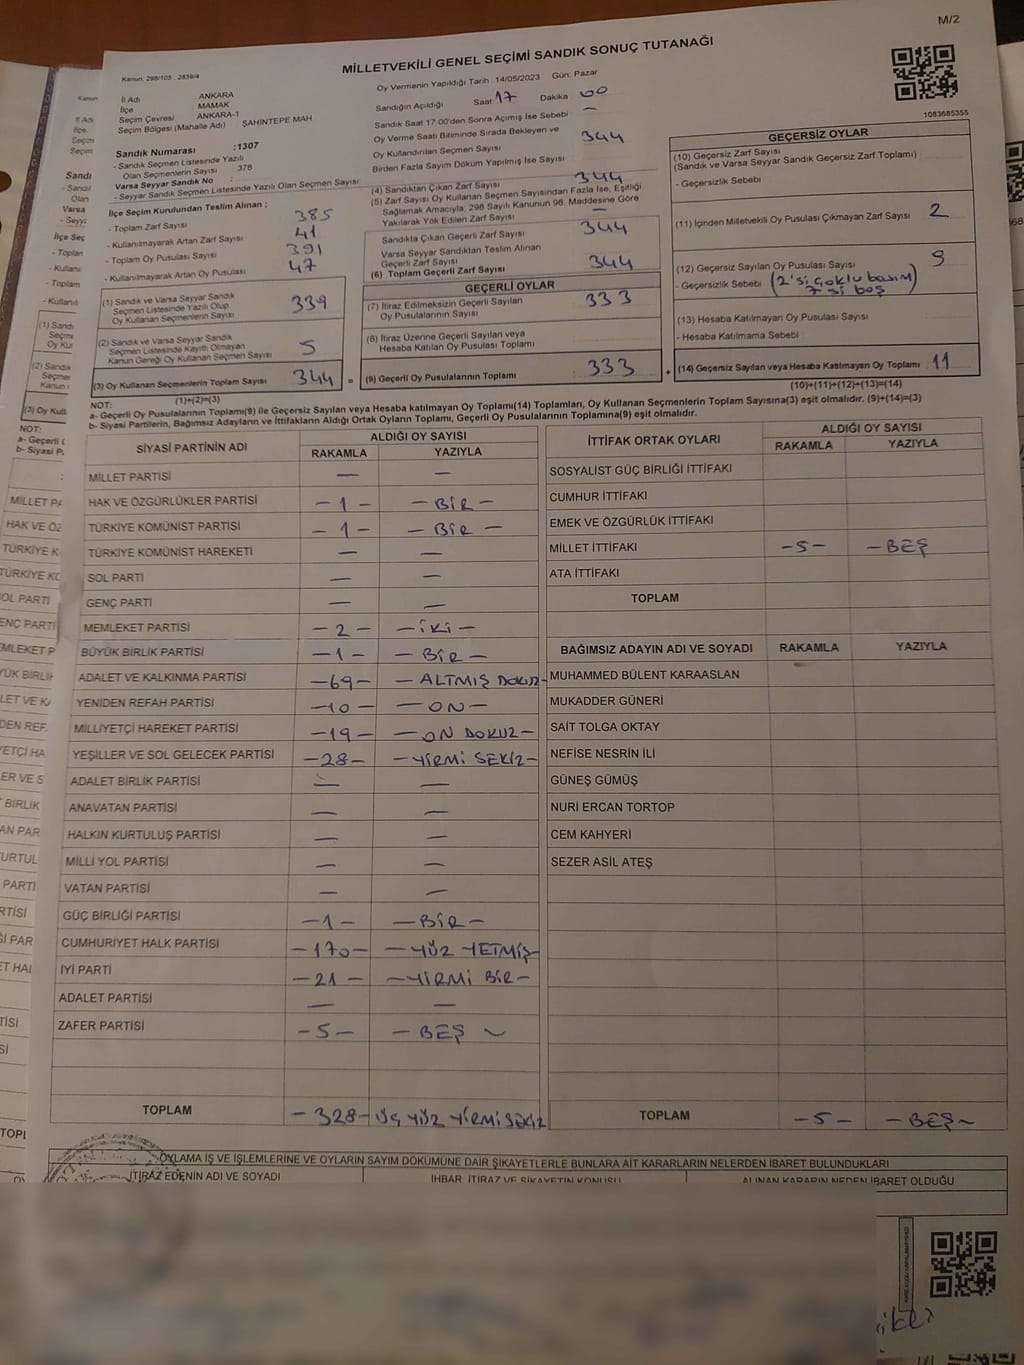 M/2
MİLLETVEKİLİ GENEL SEÇİMİ SANDIK SONUÇ TUTANAĞI
Kanun, 298/105 , 2839/4
Oy Vermenin Yapıldığı Tarih : 14/05/2023 Gün: Pazar
İl Adı ANKARA
İlçe MAMAK
Seçim Çevresi ANKARA-1
Seçim Bölgesi (Mahalle Adı) ŞAHİNTEPE MAH
Sandık Numarası :1307
- Sandık Seçmen Listesinde Yazılı
Olan Seçmenlerin Sayısı 378
Varsa Seyyar Sandık No :
- Seyyar Sandık Seçmen Listesinde Yazılı Olan Seçmen Sayısı
İlçe Seçim Kurulundan Teslim Alınan ;
- Toplam Zarf Sayısı 385
- Kullanılmayarak Artan Zarf Sayısı 41
- Toplam Oy Pusulası Sayısı 391
- Kullanılmayarak Artan Oy Pusulası 47
(1) Sandık ve Varsa Seyyar Sandık
Seçmen Listesinde Yazılı Olup
Oy Kullanan Seçmenlerin Sayısı 339
(2) Sandık ve Varsa Seyyar Sandık
Seçmen Listesinde Kayıtlı Olmayan
Kanun Gereği Oy Kullanan Seçmen Sayısı 5
(3) Oy Kullanan Seçmenlerin Toplam Sayısı 344
(1)+(2)=(3)
Sandığın Açıldığı Saat 17 Dakika 00
Sandık Saat 17:00'den Sonra Açılmış İse Sebebi —
Oy Verme Saati Bitiminde Sırada Bekleyen ve
Oy Kullandırılan Seçmen Sayısı 344
Birden Fazla Sayım Döküm Yapılmış İse Sayısı
(4) Sandıktan Çıkan Zarf Sayısı 344
(5) Zarf Sayısı Oy Kullanan Seçmen Sayısından Fazla İse, Eşitliği
Sağlamak Amacıyla, 298 Sayılı Kanunun 98. Maddesine Göre
Yakılarak Yok Edilen Zarf Sayısı —
Sandıkta Çıkan Geçerli Zarf Sayısı 344
Varsa Seyyar Sandıktan Teslim Alınan
Geçerli Zarf Sayısı
(6) Toplam Geçerli Zarf Sayısı 344
GEÇERLİ OYLAR
(7) İtiraz Edilmeksizin Geçerli Sayılan
Oy Pusulalarının Sayısı 333
(8) İtiraz Üzerine Geçerli Sayılan veya
Hesaba Katılan Oy Pusulası Toplamı
= (9) Geçerli Oy Pusulalarının Toplamı 333
1083685355
GEÇERSİZ OYLAR
(10) Geçersiz Zarf Sayısı
(Sandık ve Varsa Seyyar Sandık Geçersiz Zarf Toplamı)
- Geçersizlik Sebebi
(11) İçinden Milletvekili Oy Pusulası Çıkmayan Zarf Sayısı 2
(12) Geçersiz Sayılan Oy Pusulası Sayısı 9
- Geçersizlik Sebebi (2'si çoklu basım)
7 si boş
(13) Hesaba Katılmayan Oy Pusulası Sayısı
- Hesaba Katılmama Sebebi
+ (14) Geçersiz Sayılan veya Hesaba Katılmayan Oy Toplamı 11
(10)+(11)+(12)+(13)=(14)
NOT:
a- Geçerli Oy Pusulalarının Toplamı(9) ile Geçersiz Sayılan veya Hesaba katılmayan Oy Toplamı(14) Toplamları, Oy Kullanan Seçmenlerin Toplam Sayısına(3) eşit olmalıdır. (9)+(14)=(3)
b- Siyasi Partilerin, Bağımsız Adayların ve İttifakların Aldığı Ortak Oyların Toplamı, Geçerli Oy Pusulalarının Toplamına(9) eşit olmalıdır.
SİYASİ PARTİNİN ADI ALDIĞI OY SAYISI
RAKAMLA YAZIYLA
MİLLET PARTİSİ — —
HAK VE ÖZGÜRLÜKLER PARTİSİ -1- -BİR-
TÜRKİYE KOMÜNİST PARTİSİ -1- -BİR-
TÜRKİYE KOMÜNİST HAREKETİ — —
SOL PARTİ — —
GENÇ PARTİ — —
MEMLEKET PARTİSİ -2- -İKİ-
BÜYÜK BİRLİK PARTİSİ -1- -BİR-
ADALET VE KALKINMA PARTİSİ -69- -ALTMIŞ DOKUZ-
YENİDEN REFAH PARTİSİ -10- -ON-
MİLLİYETÇİ HAREKET PARTİSİ -19- -ON DOKUZ-
YEŞİLLER VE SOL GELECEK PARTİSİ -28- -YİRMİ SEKİZ-
ADALET BİRLİK PARTİSİ — —
ANAVATAN PARTİSİ — —
HALKIN KURTULUŞ PARTİSİ — —
MİLLİ YOL PARTİSİ — —
VATAN PARTİSİ — —
GÜÇ BİRLİĞİ PARTİSİ -1- -BİR-
CUMHURİYET HALK PARTİSİ -170- -YÜZ YETMİŞ-
İYİ PARTİ -21- -YİRMİ BİR-
ADALET PARTİSİ — —
ZAFER PARTİSİ -5- -BEŞ-
TOPLAM -328- ÜÇ YÜZ YİRMİ SEKİZ
İTTİFAK ORTAK OYLARI ALDIĞI OY SAYISI
RAKAMLA YAZIYLA
SOSYALİST GÜÇ BİRLİĞİ İTTİFAKI
CUMHUR İTTİFAKI
EMEK VE ÖZGÜRLÜK İTTİFAKI
MİLLET İTTİFAKI -5- -BEŞ
ATA İTTİFAKI
TOPLAM
BAĞIMSIZ ADAYIN ADI VE SOYADI RAKAMLA YAZIYLA
MUHAMMED BÜLENT KARAASLAN
MUKADDER GÜNERİ
SAİT TOLGA OKTAY
NEFİSE NESRİN İLİ
GÜNEŞ GÜMÜŞ
NURİ ERCAN TORTOP
CEM KAHYERİ
SEZER ASİL ATEŞ
TOPLAM -5- -BEŞ-
OYLAMA İŞ VE İŞLEMLERİNE VE OYLARIN SAYIM DÖKÜMÜNE DAİR ŞİKAYETLERLE BUNLARA AİT KARARLARIN NELERDEN İBARET BULUNDUKLARI
İTİRAZ EDENİN ADI VE SOYADI İHBAR, İTİRAZ VE ŞİKAYETİN KONUSU ALINAN KARARIN NEDEN İBARET OLDUĞU